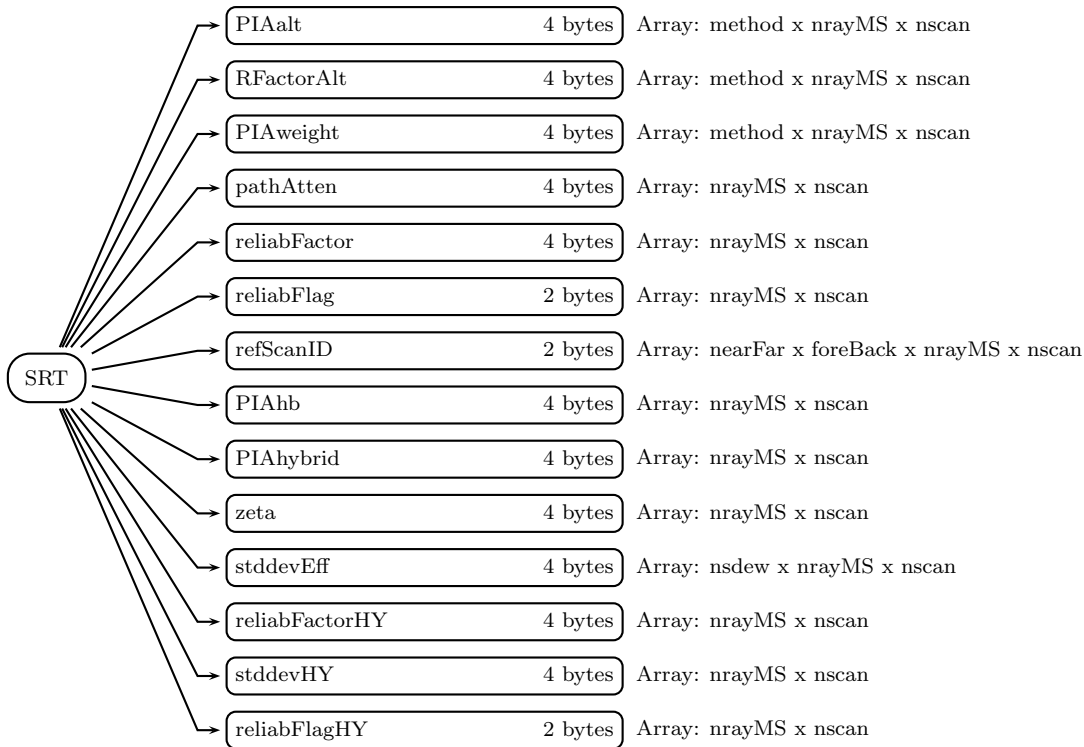 PIAalt 4 bytes Array: method x nrayMS x nscan
RFactorAlt 4 bytes Array: method x nrayMS x nscan
PIAweight 4 bytes Array: method x nrayMS x nscan
pathAtten 4 bytes Array: nrayMS x nscan
reliabFactor 4 bytes Array: nrayMS x nscan
reliabFlag 2 bytes Array: nrayMS x nscan
refScanID 2 bytes Array: nearFar x foreBack x nrayMS x nscan
SRT
PIAhb 4 bytes Array: nrayMS x nscan
PIAhybrid 4 bytes Array: nrayMS x nscan
zeta 4 bytes Array: nrayMS x nscan
stddevEff 4 bytes Array: nsdew x nrayMS x nscan
reliabFactorHY 4 bytes Array: nrayMS x nscan
stddevHY 4 bytes Array: nrayMS x nscan
reliabFlagHY 2 bytes Array: nrayMS x nscan